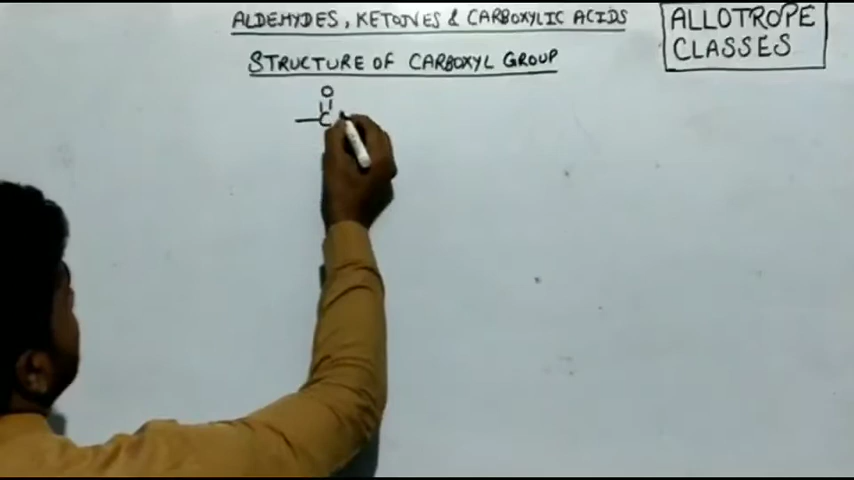 ALDEHYDES, KETONES & CARBOXYLIC ACIDS
ALLOTROPE
CLASSES
STRUCTURE OF CARBOXYL GROUP
O
C